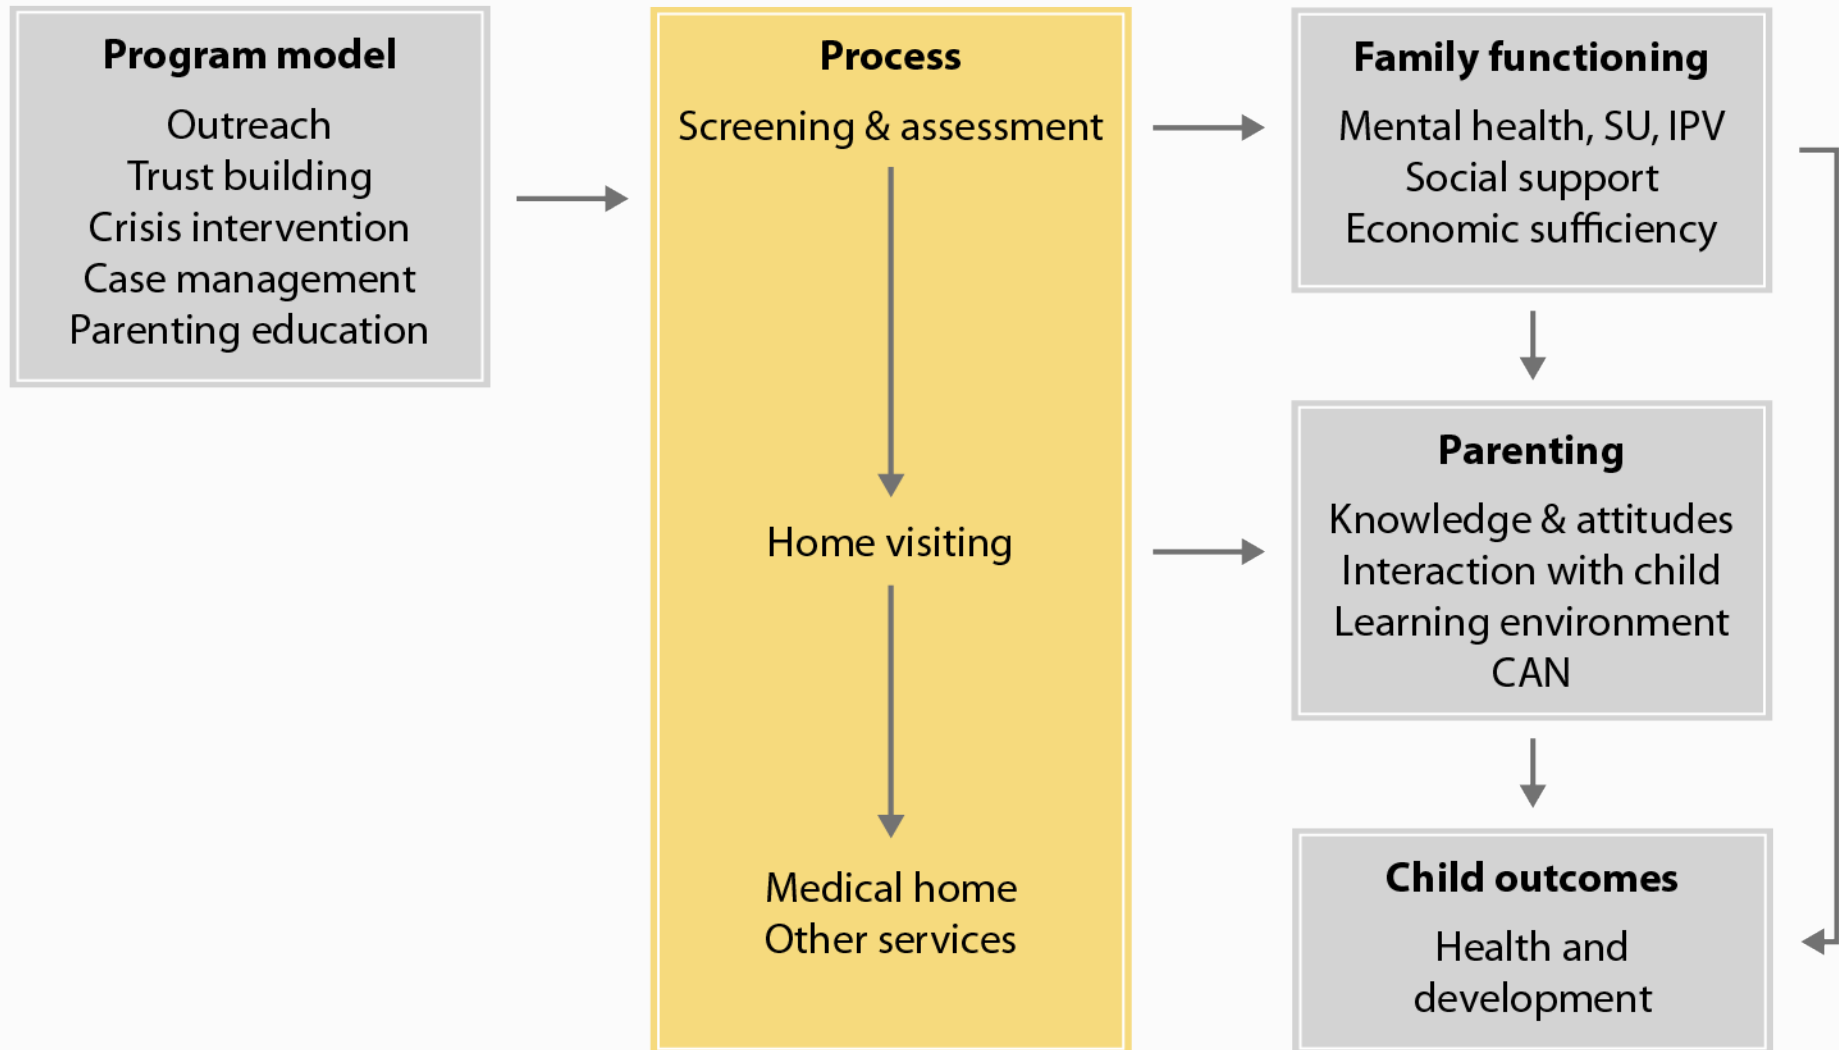 Program model
Outreach
Trust building
Crisis intervention
Case management
Parenting education
Process
Screening & assessment
Home visiting
Medical home
Other services
Family functioning
Mental health, SU, IPV
Social support
Economic sufficiency
Parenting
Knowledge & attitudes
Interaction with child
Learning environment
CAN
Child outcomes
Health and
development